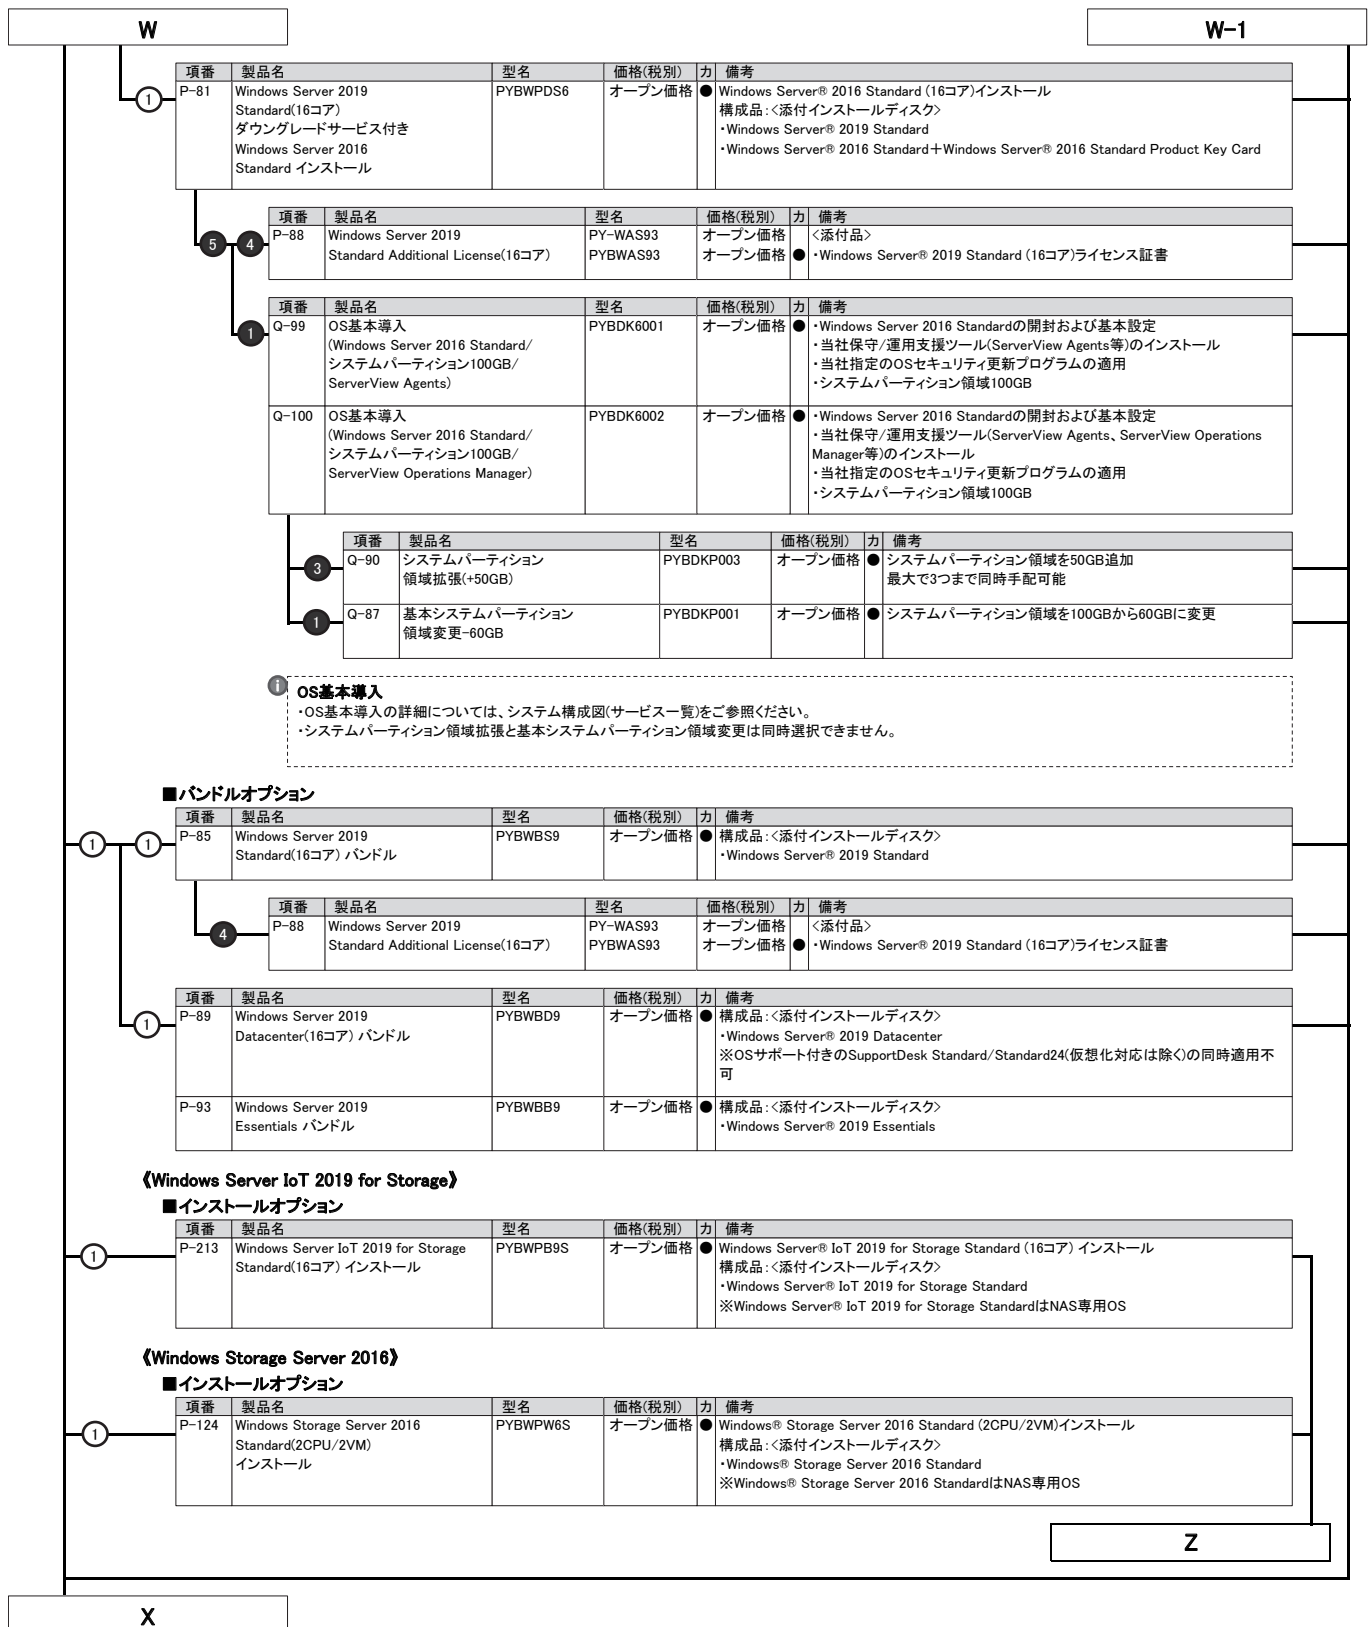 W
W-1
項番 製品名 型名 価格(税別) カ 備考
① P-81 Windows Server 2019 PYBWPDS6 オープン価格 ● Windows Server® 2016 Standard (16コア)インストール
Standard(16コア) 構成品:<添付インストールディスク>
ダウングレードサービス付き ・Windows Server® 2019 Standard
Windows Server 2016 ・Windows Server® 2016 Standard+Windows Server® 2016 Standard Product Key Card
Standard インストール
項番 製品名 型名 価格(税別) カ 備考
5 4 P-88 Windows Server 2019 PY-WAS93 オープン価格 <添付品>
Standard Additional License(16コア) PYBWAS93 オープン価格 ● ・Windows Server® 2019 Standard (16コア)ライセンス証書
項番 製品名 型名 価格(税別) カ 備考
1 Q-99 OS基本導入 PYBDK6001 オープン価格 ● ・Windows Server 2016 Standardの開封および基本設定
(Windows Server 2016 Standard/ ・当社保守/運用支援ツール(ServerView Agents等)のインストール
システムパーティション100GB/ ・当社指定のOSセキュリティ更新プログラムの適用
ServerView Agents) ・システムパーティション領域100GB
Q-100 OS基本導入 PYBDK6002 オープン価格 ● ・Windows Server 2016 Standardの開封および基本設定
(Windows Server 2016 Standard/ ・当社保守/運用支援ツール(ServerView Agents、ServerView Operations
システムパーティション100GB/ Manager等)のインストール
ServerView Operations Manager) ・当社指定のOSセキュリティ更新プログラムの適用
・システムパーティション領域100GB
項番 製品名 型名 価格(税別) カ 備考
3 Q-90 システムパーティション PYBDKP003 オープン価格 ● システムパーティション領域を50GB追加
領域拡張(+50GB) 最大で3つまで同時手配可能
1 Q-87 基本システムパーティション PYBDKP001 オープン価格 ● システムパーティション領域を100GBから60GBに変更
領域変更-60GB
i OS基本導入
・OS基本導入の詳細については、システム構成図(サービス一覧)をご参照ください。
・システムパーティション領域拡張と基本システムパーティション領域変更は同時選択できません。
■バンドルオプション
項番 製品名 型名 価格(税別) カ 備考
① ① P-85 Windows Server 2019 PYBWBS9 オープン価格 ● 構成品:<添付インストールディスク>
Standard(16コア) バンドル ・Windows Server® 2019 Standard
項番 製品名 型名 価格(税別) カ 備考
4 P-88 Windows Server 2019 PY-WAS93 オープン価格 <添付品>
Standard Additional License(16コア) PYBWAS93 オープン価格 ● ・Windows Server® 2019 Standard (16コア)ライセンス証書
項番 製品名 型名 価格(税別) カ 備考
① P-89 Windows Server 2019 PYBWBD9 オープン価格 ● 構成品:<添付インストールディスク>
Datacenter(16コア) バンドル ・Windows Server® 2019 Datacenter
※OSサポート付きのSupportDesk Standard/Standard24(仮想化対応は除く)の同時適用不
可
P-93 Windows Server 2019 PYBWBB9 オープン価格 ● 構成品:<添付インストールディスク>
Essentials バンドル ・Windows Server® 2019 Essentials
《Windows Server IoT 2019 for Storage》
■インストールオプション
項番 製品名 型名 価格(税別) カ 備考
① P-213 Windows Server IoT 2019 for Storage PYBWPB9S オープン価格 ● Windows Server® IoT 2019 for Storage Standard (16コア) インストール
Standard(16コア) インストール 構成品:<添付インストールディスク>
・Windows Server® IoT 2019 for Storage Standard
※Windows Server® IoT 2019 for Storage StandardはNAS専用OS
《Windows Storage Server 2016》
■インストールオプション
項番 製品名 型名 価格(税別) カ 備考
① P-124 Windows Storage Server 2016 PYBWPW6S オープン価格 ● Windows® Storage Server 2016 Standard (2CPU/2VM)インストール
Standard(2CPU/2VM) 構成品:<添付インストールディスク>
インストール ・Windows® Storage Server 2016 Standard
※Windows® Storage Server 2016 StandardはNAS専用OS
Z
X